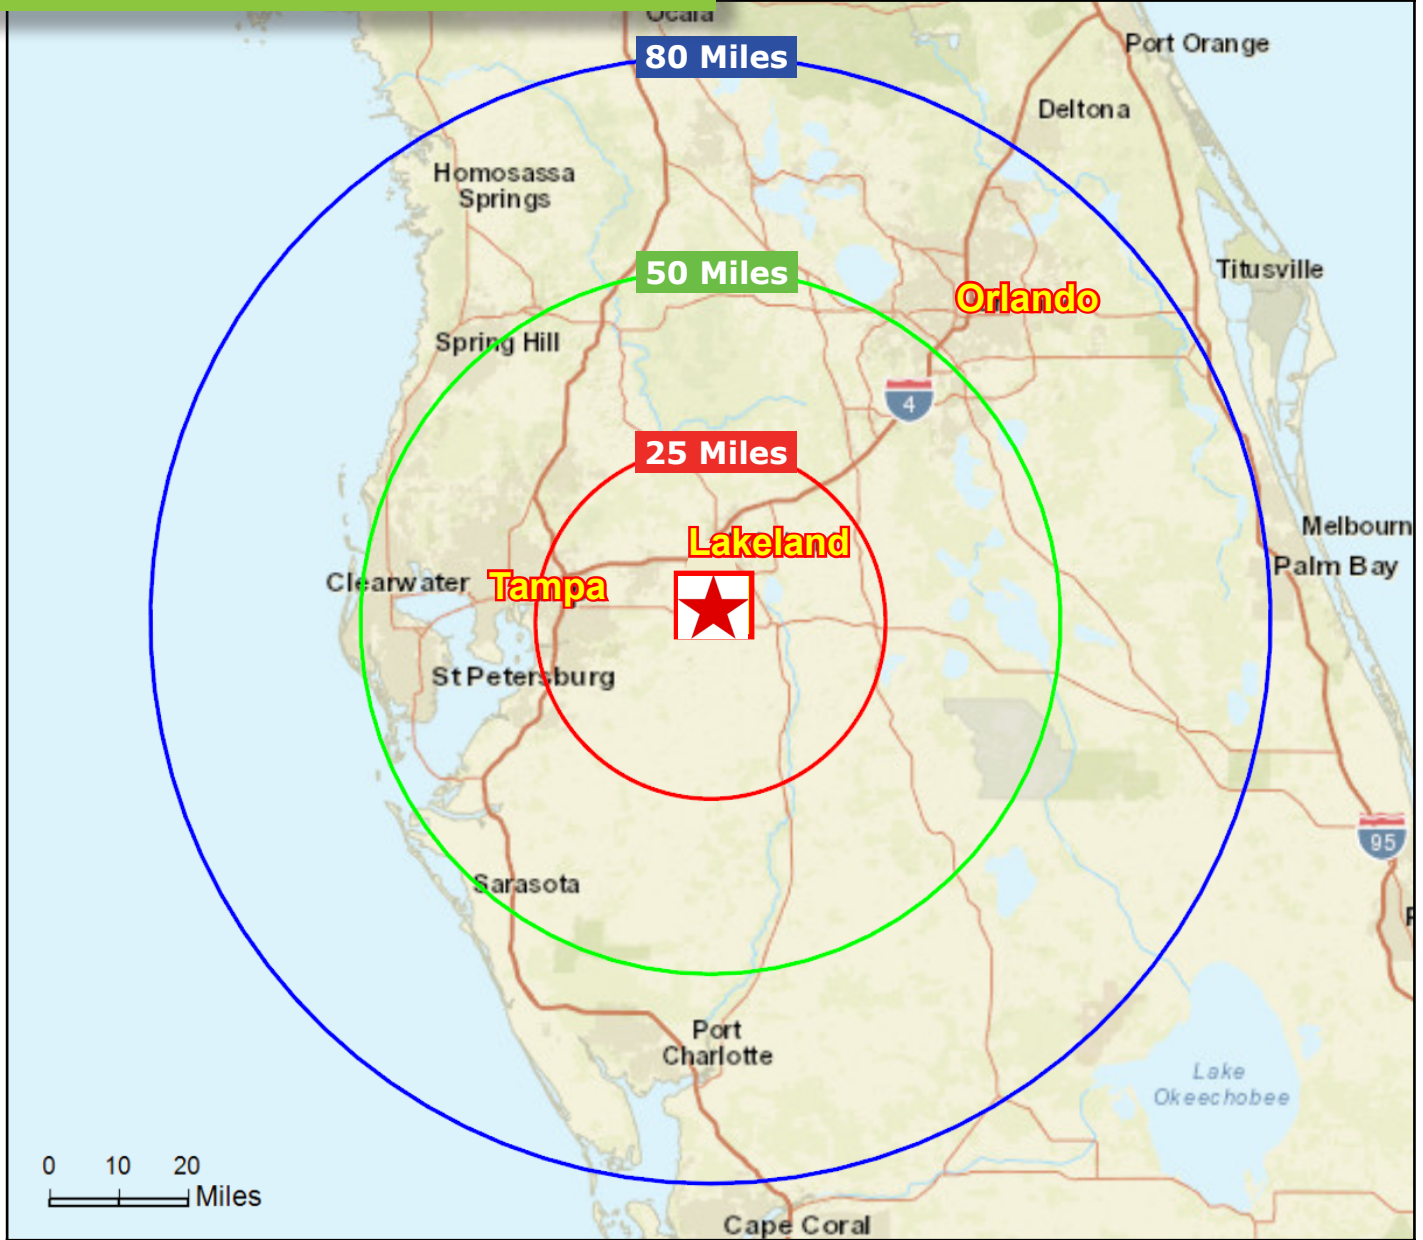 Ocala
80 Miles
Port Orange
Deltona
Homosassa
Springs
50 Miles
Titusville
Orlando
Spring Hill
4
25 Miles
Melbourn
Lakeland
Palm Bay
Clearwater
Tampa
St Petersburg
95
Sarasota
Port
Charlotte
Lake
Okeechobee
0 10 20
Miles
Cape Coral